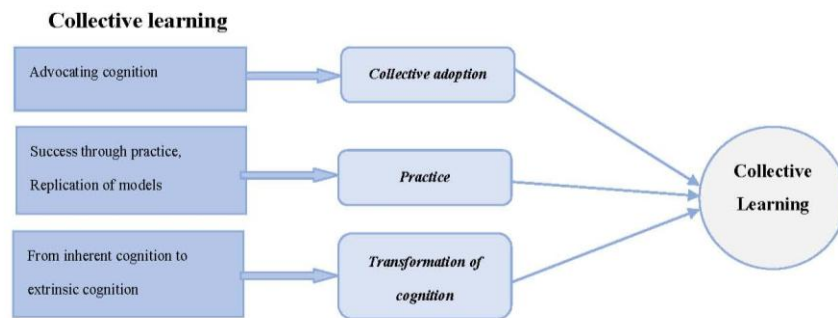 Collective learning
Advocating cognition
Collective adoption
Success through practice,
Replication of models
Practice
From inherent cognition to
extrinsic cognition
Transformation of
cognition
Collective
Learning